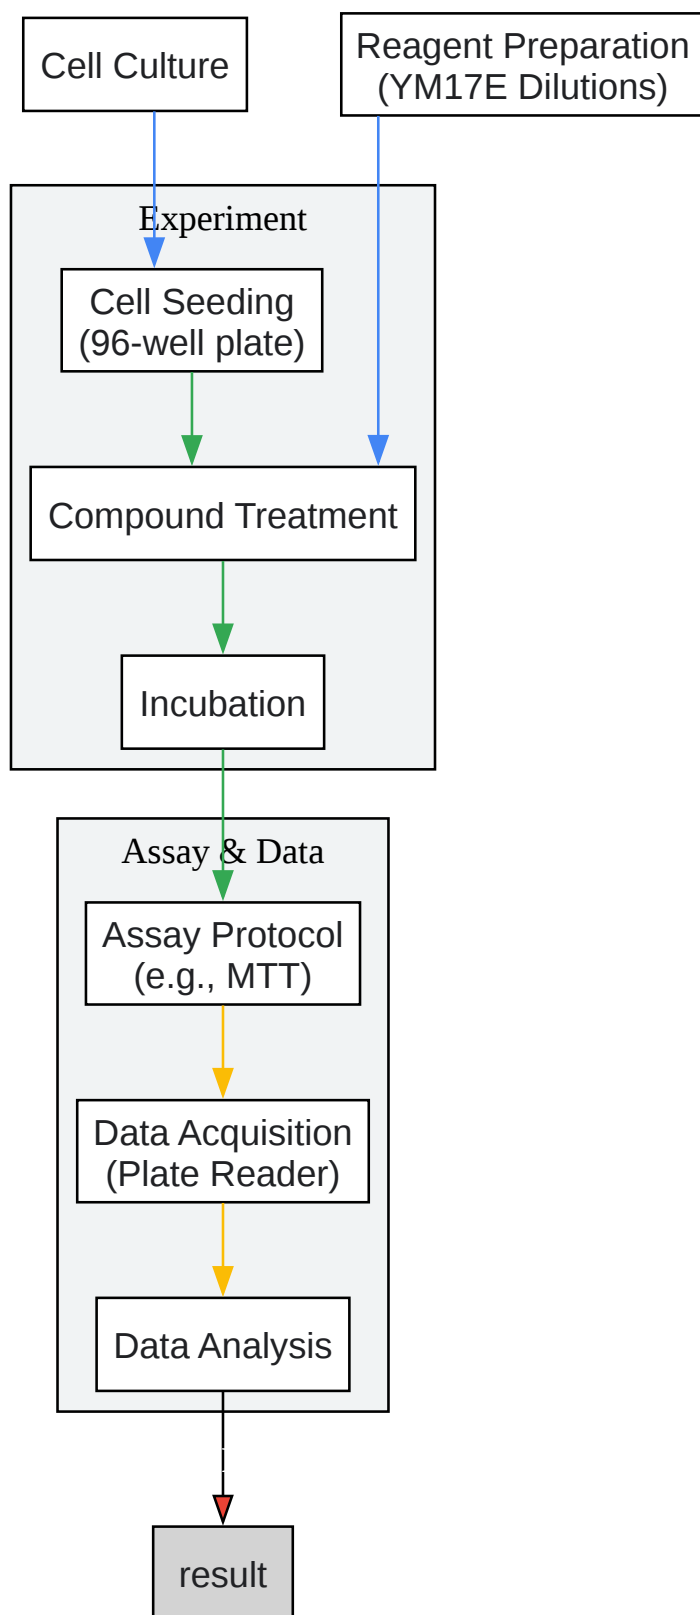 Cell Culture
Reagent Preparation
(YM17E Dilutions)
Experiment
Cell Seeding
(96-well plate)
Compound Treatment
Incubation
Assay & Data
Assay Protocol
(e.g., MTT)
Data Acquisition
(Plate Reader)
Data Analysis
result